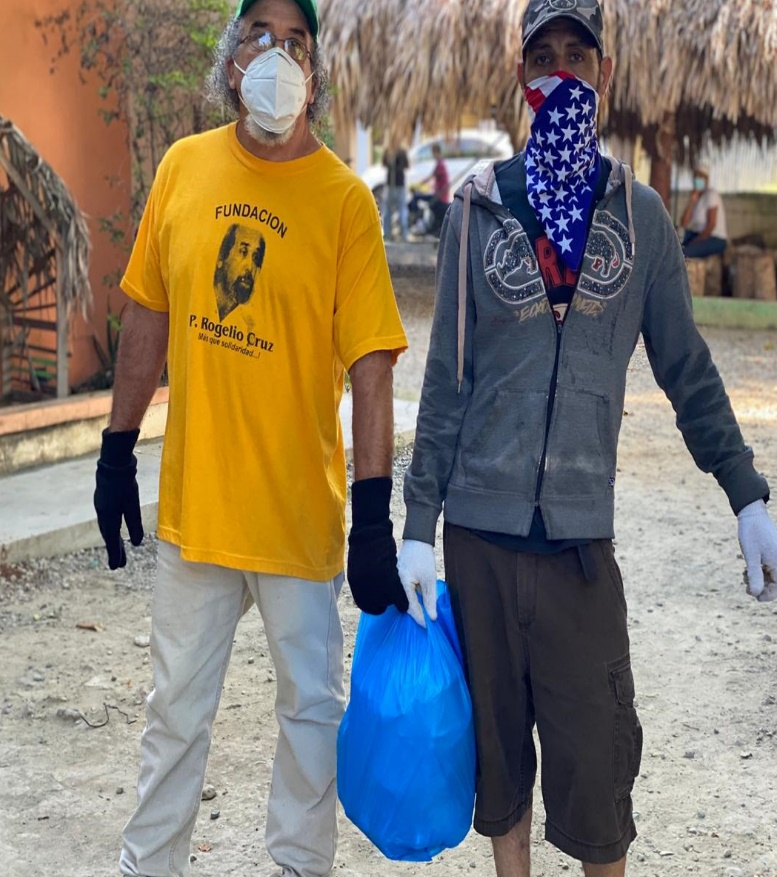 FUNDACION
P. Rogelio Cruz
Más que solidaridad...!